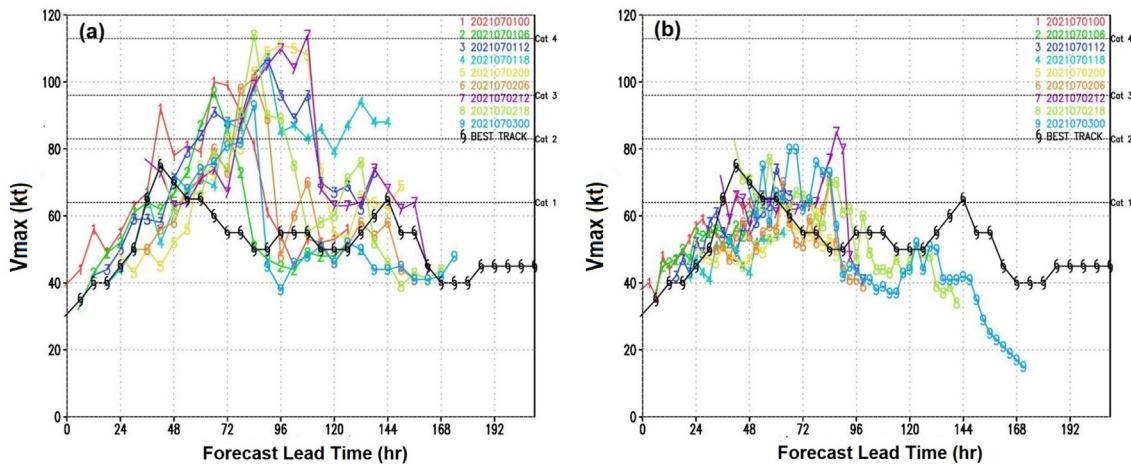 120
100
80
60
40
20
0
Vmax (kt)
(a)
1 2021070100
2 2021070106
3 2021070112
4 2021070118
5 2021070200
6 2021070206
7 2021070212
8 2021070218
9 2021070300
BEST TRACK
Cat 4
Cat 3
Cat 2
Cat 1
0 24 48 72 96 120 144 168 192
Forecast Lead Time (hr)
120
100
80
60
40
20
0
Vmax (kt)
(b)
1 2021070100
2 2021070106
3 2021070112
4 2021070118
5 2021070200
6 2021070206
7 2021070212
8 2021070218
9 2021070300
BEST TRACK
Cat 4
Cat 3
Cat 2
Cat 1
0 24 48 72 96 120 144 168 192
Forecast Lead Time (hr)